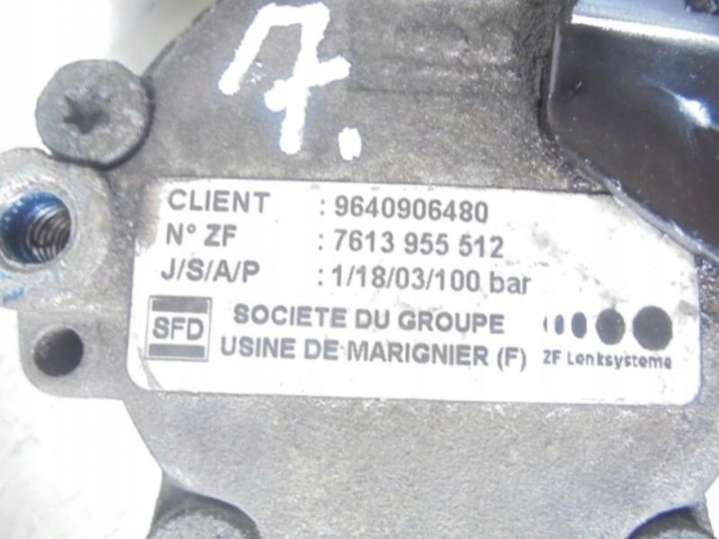 7.
CLIENT : 9640906480
N° ZF : 7613 955 512
J/S/A/P : 1/18/03/100 bar
SFD SOCIETE DU GROUPE
USINE DE MARIGNIER (F) ZF Lenksysteme